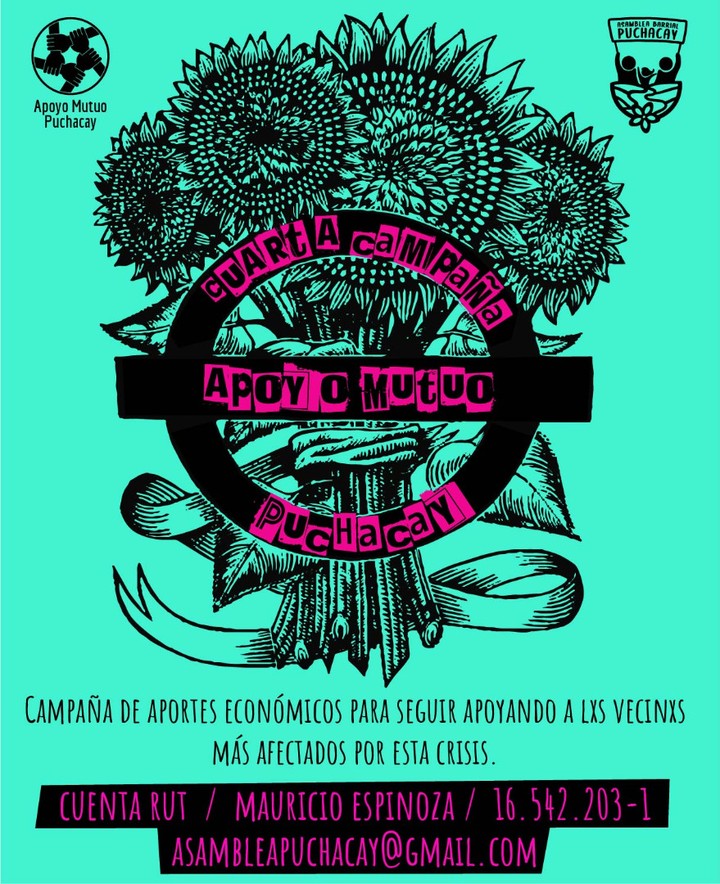 Apoyo Mutuo
Puchacay
ASAMBLEA BARRIAL
PUCHACAY
CUARTA CAMPAÑA
APOYO MUTUO
PUCHACAY
CAMPAÑA DE APORTES ECONÓMICOS PARA SEGUIR APOYANDO A LXS VECINXS
MÁS AFECTADOS POR ESTA CRISIS.
CUENTA RUT / MAURICIO ESPINOZA / 16.542.203-1
ASAMBLEAPUCHACAY@GMAIL.COM